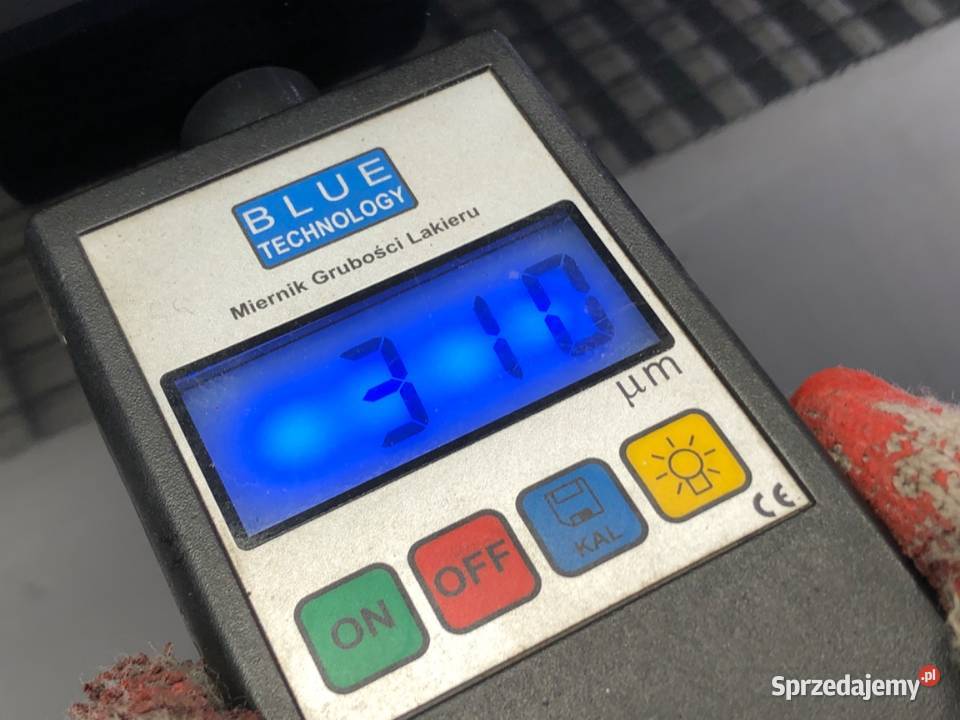 BLUE
TECHNOLOGY
Miernik Grubości Lakieru
310
µm
ON
OFF
KAL
CE
Sprzedajemy.pl